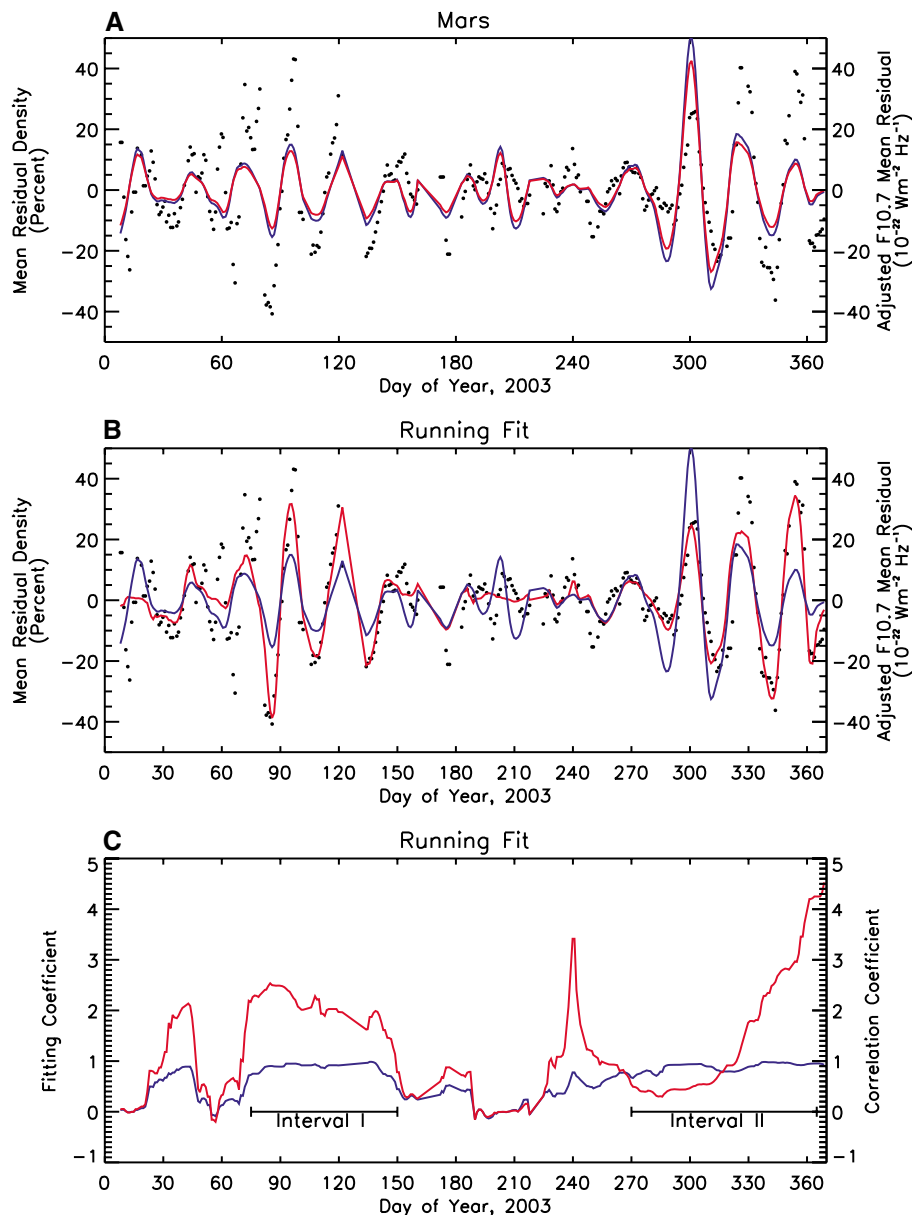 A
Mars
Mean Residual Density
(Percent)
40
20
0
−20
−40
40
20
0
−20
−40
Adjusted F10.7 Mean Residual
(10⁻²² Wm⁻² Hz⁻¹)
0 60 120 180 240 300 360
Day of Year, 2003
B
Running Fit
Mean Residual Density
(Percent)
40
20
0
−20
−40
40
20
0
−20
−40
Adjusted F10.7 Mean Residual
(10⁻²² Wm⁻² Hz⁻¹)
0 30 60 90 120 150 180 210 240 270 300 330 360
Day of Year, 2003
C
Running Fit
Fitting Coefficient
5
4
3
2
1
0
−1
5
4
3
2
1
0
−1
Correlation Coefficient
Interval I
Interval II
0 30 60 90 120 150 180 210 240 270 300 330 360
Day of Year, 2003